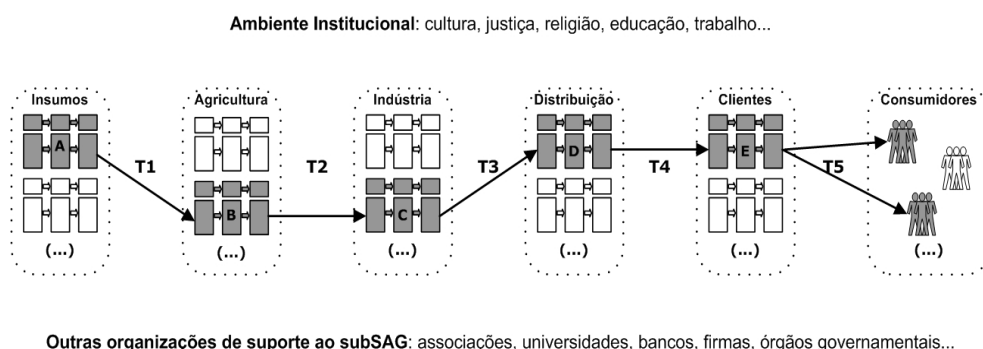 Ambiente Institucional: cultura, justiça, religião, educação, trabalho...
Insumos Agricultura Indústria Distribuição Clientes Consumidores
A T1 B T2 C T3 D T4 E T5
(...) (...) (...) (...) (...) (...)
Outras organizações de suporte ao subSAG: associações, universidades, bancos, firmas, órgãos governamentais...